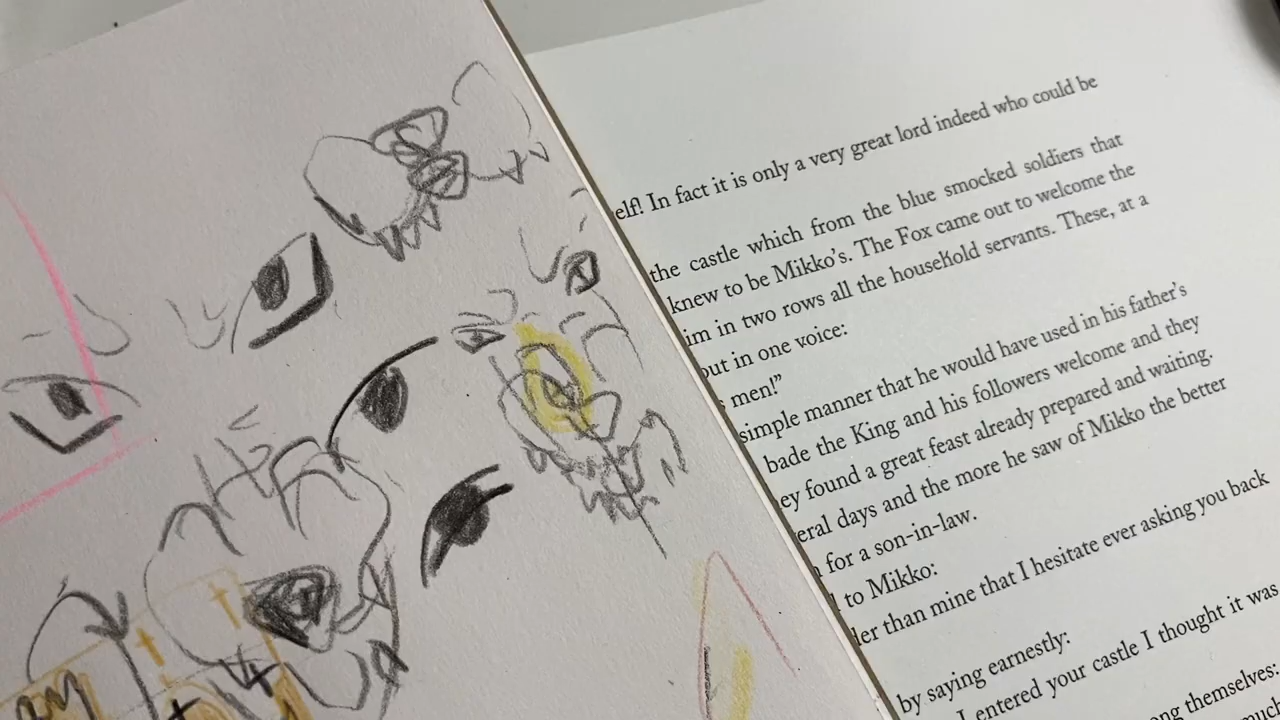 elf! In fact it is only a very great lord indeed who could be
the castle which from the blue smocked soldiers that
knew to be Mikko's. The Fox came out to welcome the
im in two rows all the household servants. These, at a
out in one voice:
men!"
simple manner that he would have used in his father's
bade the King and his followers welcome and they
ey found a great feast already prepared and waiting.
eral days and the more he saw of Mikko the better
for a son-in-law.
to Mikko:
ler than mine that I hesitate ever asking you back
by saying earnestly:
I entered your castle I thought it was
ong themselves:
much